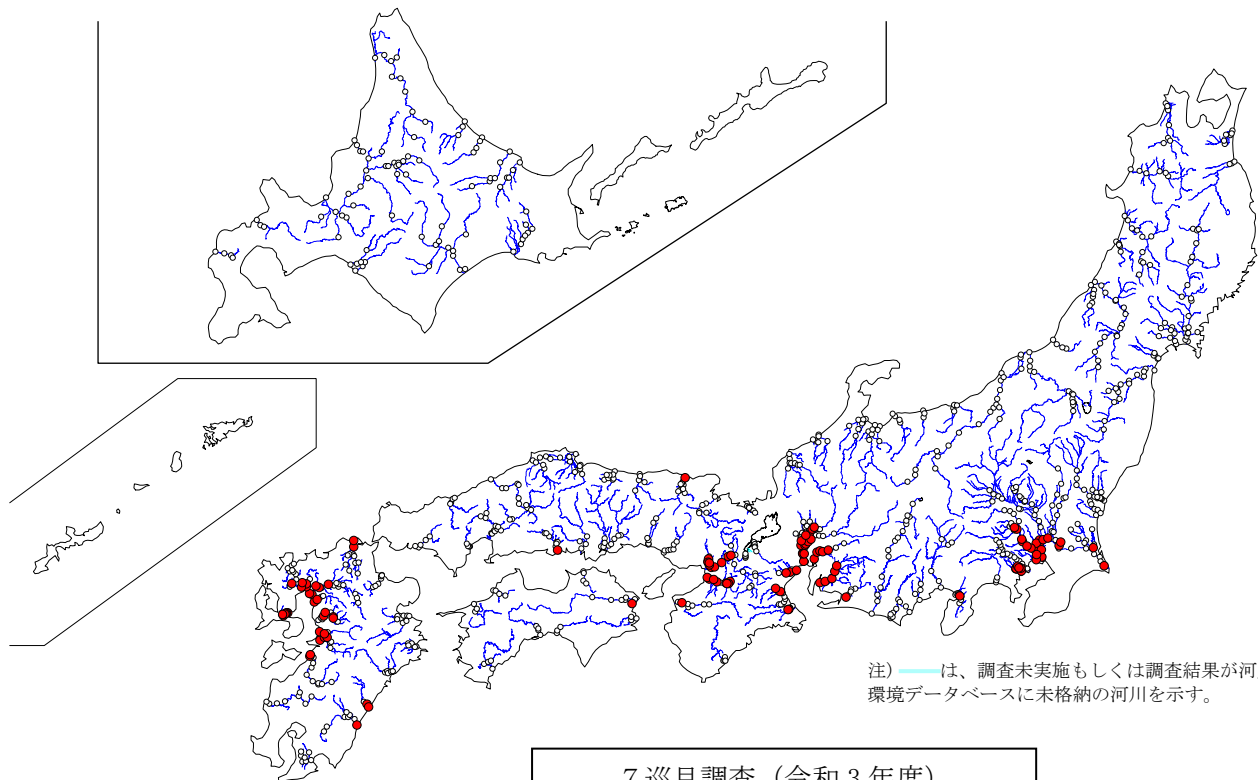 注） は、調査未実施もしくは調査結果が河
環境データベースに未格納の河川を示す。
7 巡目調査（令和 3 年度）